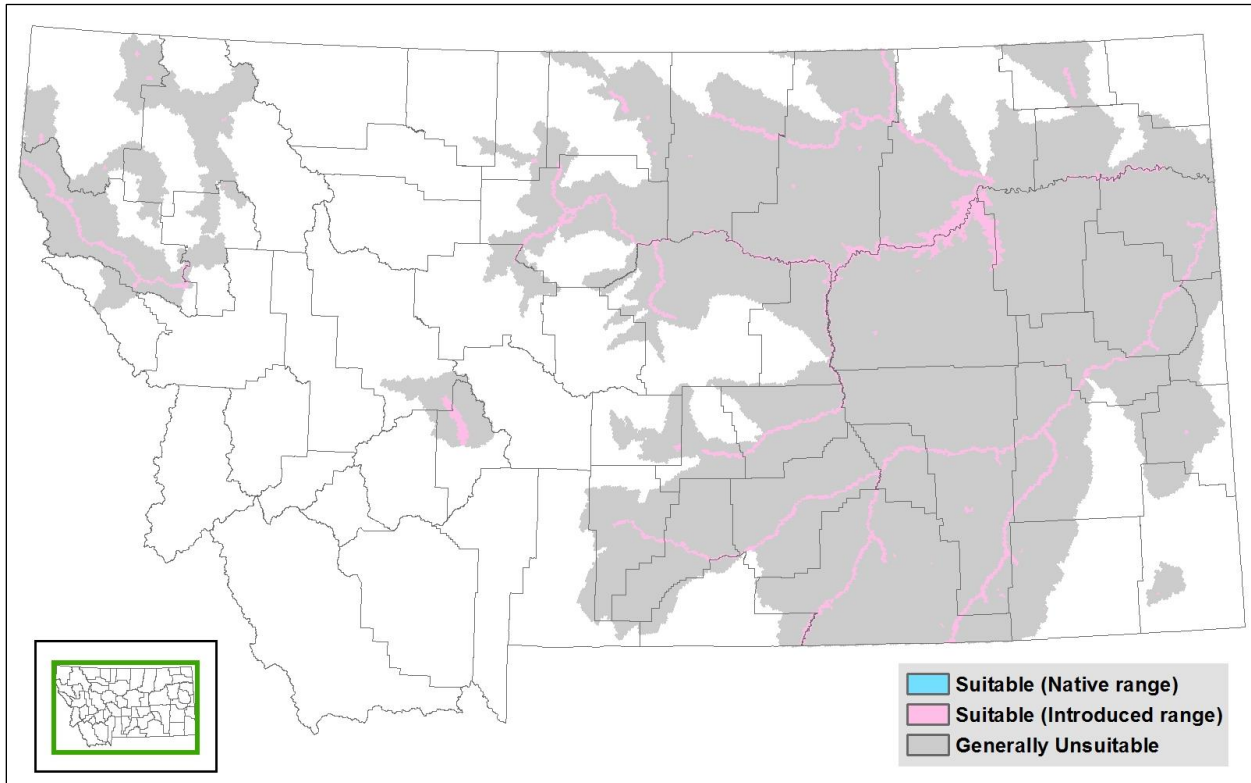 Suitable (Native range)
Suitable (Introduced range)
Generally Unsuitable